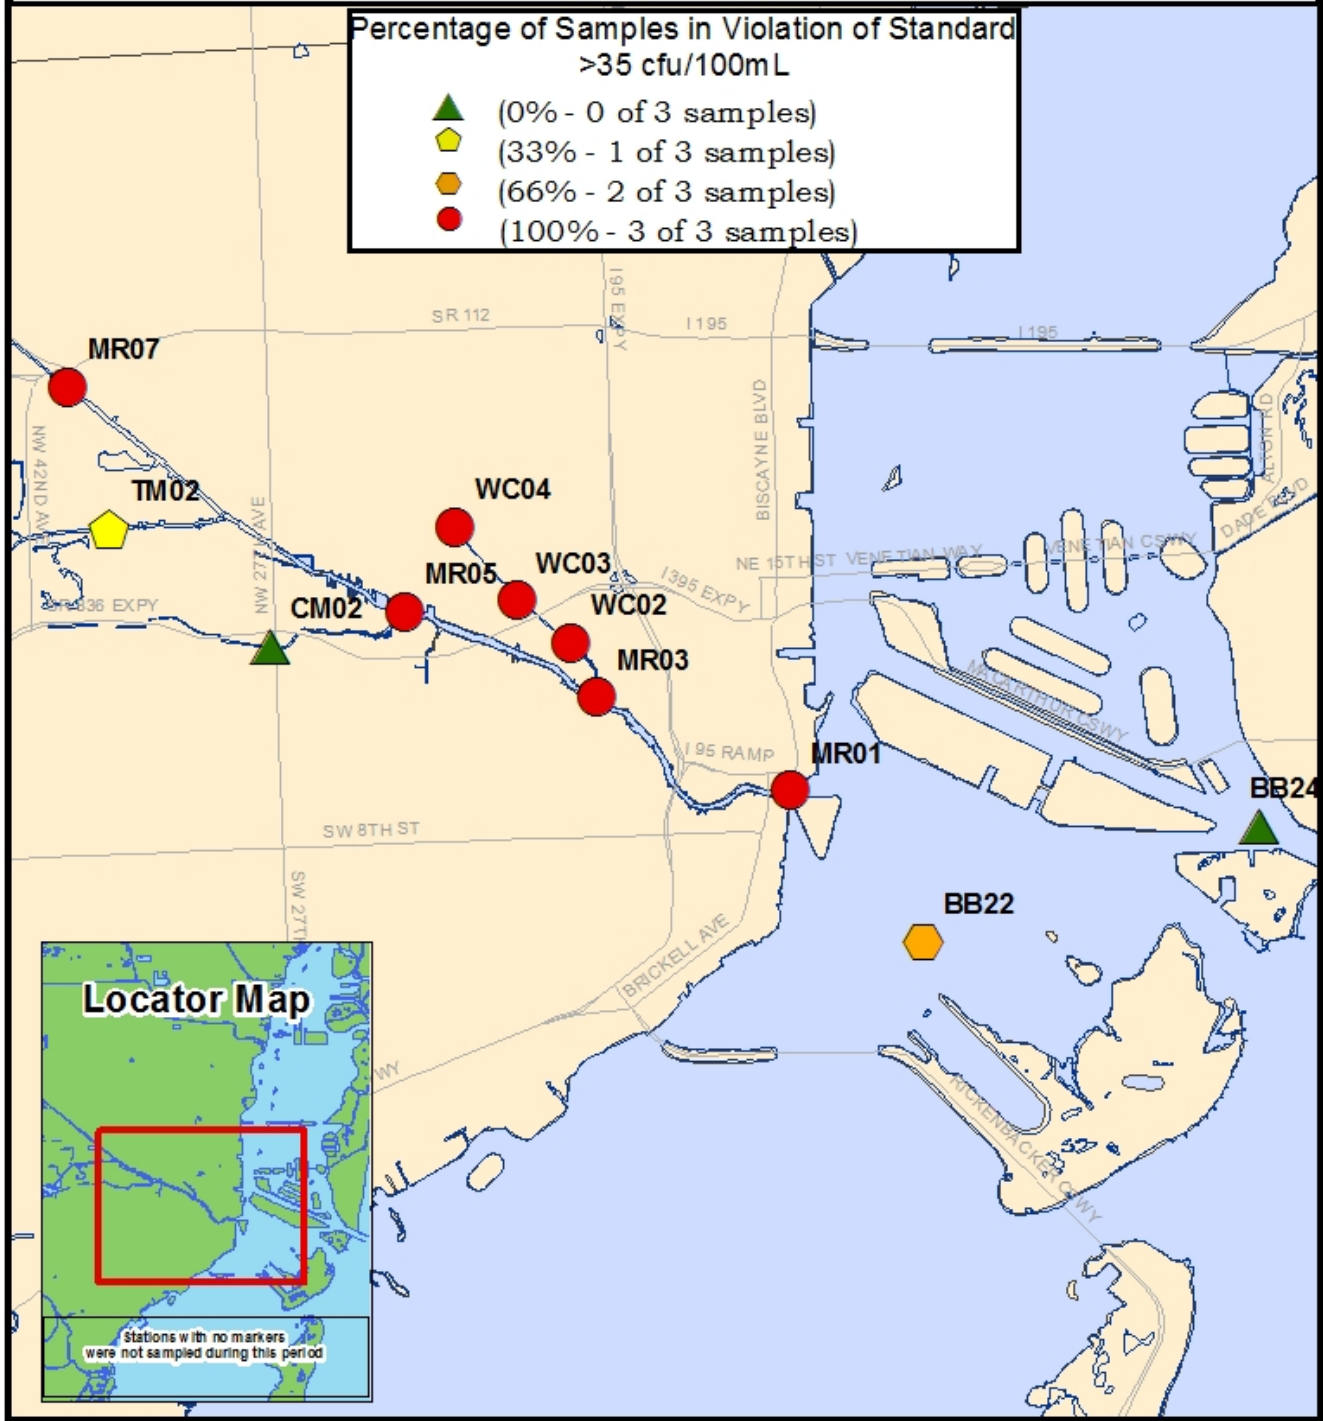 Percentage of Samples in Violation of Standard
>35 cfu/100mL
(0% - 0 of 3 samples)
(33% - 1 of 3 samples)
(66% - 2 of 3 samples)
(100% - 3 of 3 samples)
I95 EXPY
SR 112
I 195
I 195
MR07
BISCAYNE BLVD
ALTON RD
NW 42ND AVE
TM02
NW 27TH AVE
WC04
DADE BLVD
NE 15TH ST
VENETIAN WAY
VENETIAN CSWY
WC03
MR05
I 395 EXPY
SR 836 EXPY
CM02
WC02
MR03
MACARTHUR CSWY
I 95 RAMP
MR01
BB24
SW 8TH ST
SW 27TH
BB22
BRICKELL AVE
Locator Map
WY
RICKENBACKER CSWY
Stations with no markers
were not sampled during this period